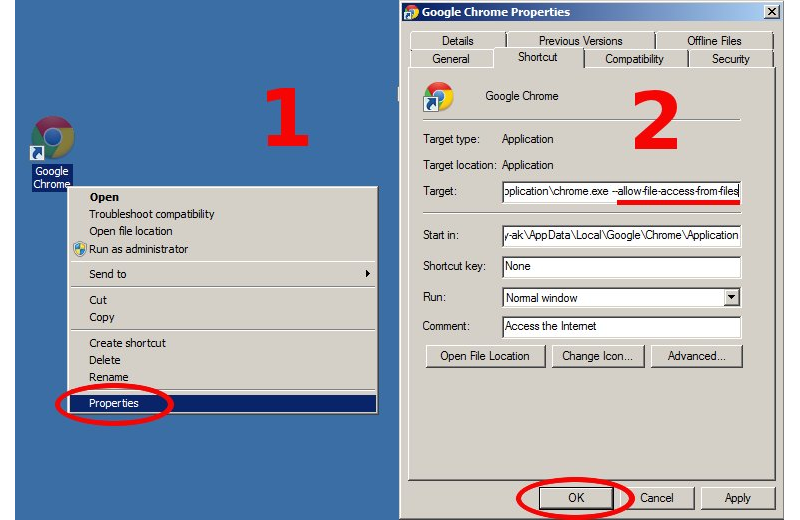 1
Google
Chrome
Open
Troubleshoot compatibility
Open file location
Run as administrator
Send to
Cut
Copy
Create shortcut
Delete
Rename
Properties
Google Chrome Properties
Details Previous Versions Offline Files
General Shortcut Compatibility Security
Google Chrome
2
Target type: Application
Target location: Application
Target: pplication\chrome.exe --allow-file-access-from-files
Start in: y-ak\AppData\Local\Google\Chrome\Application
Shortcut key: None
Run: Normal window
Comment: Access the Internet
Open File Location Change Icon... Advanced...
OK Cancel Apply